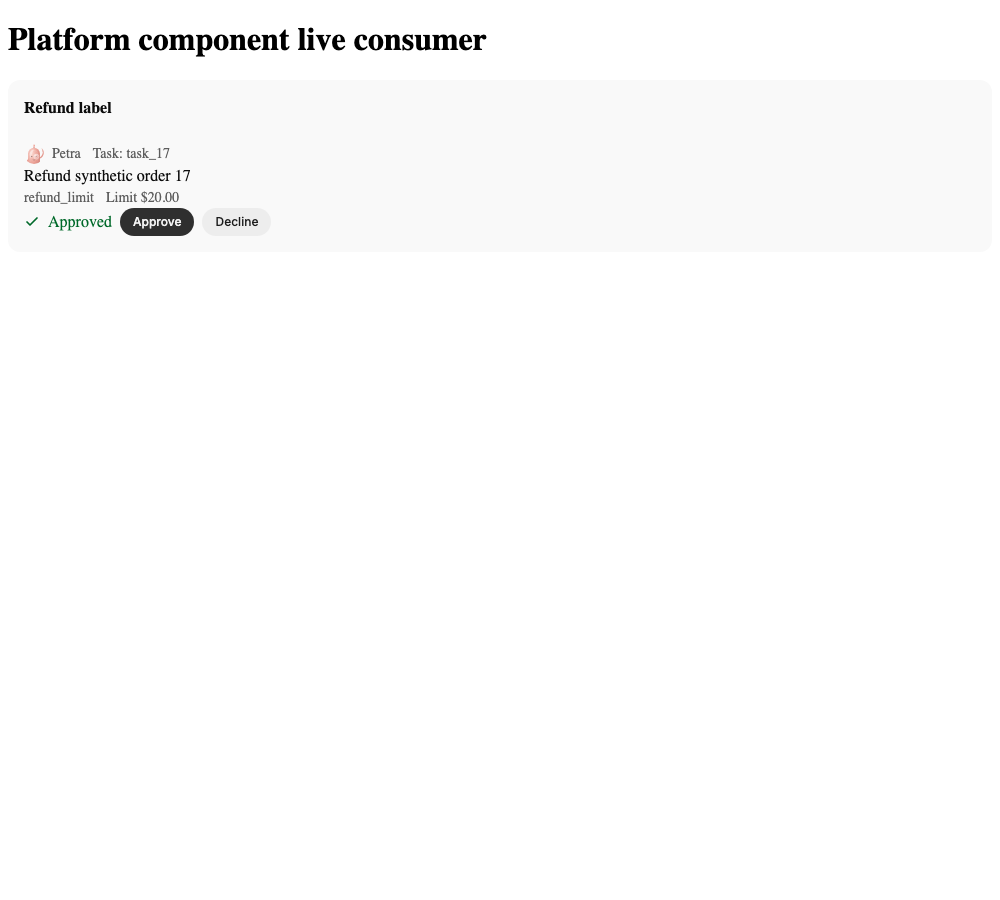 Platform component live consumer
Refund label
Petra Task: task_17
Refund synthetic order 17
refund_limit Limit $20.00
Approved Approve Decline